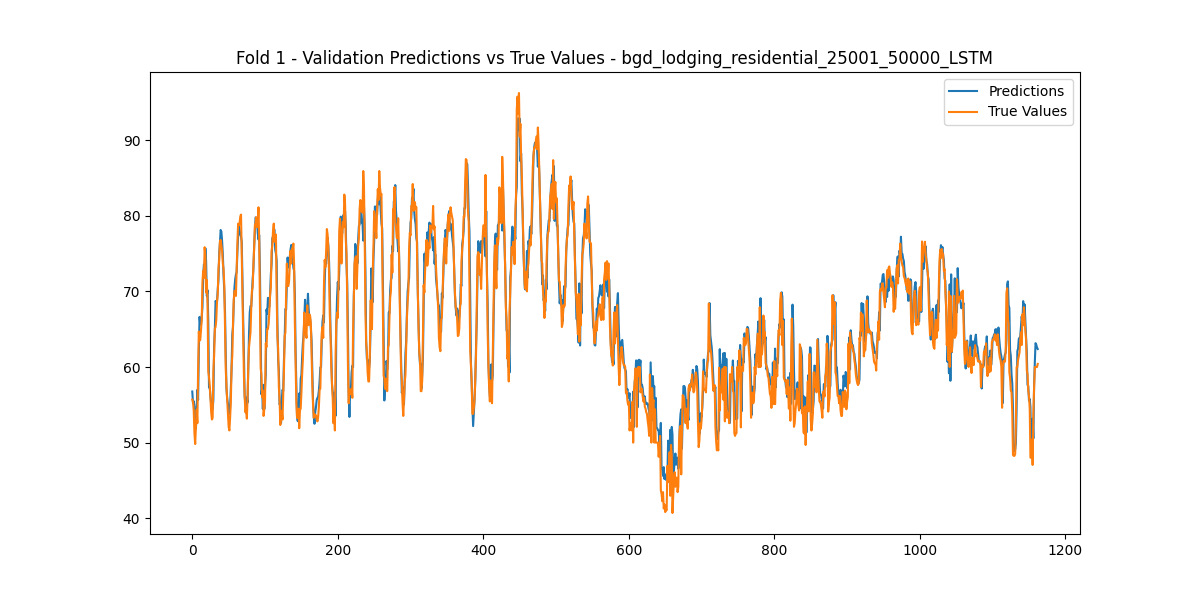 Fold 1 - Validation Predictions vs True Values - bgd_lodging_residential_25001_50000_LSTM
Predictions
True Values
90
80
70
60
50
40
0 200 400 600 800 1000 1200